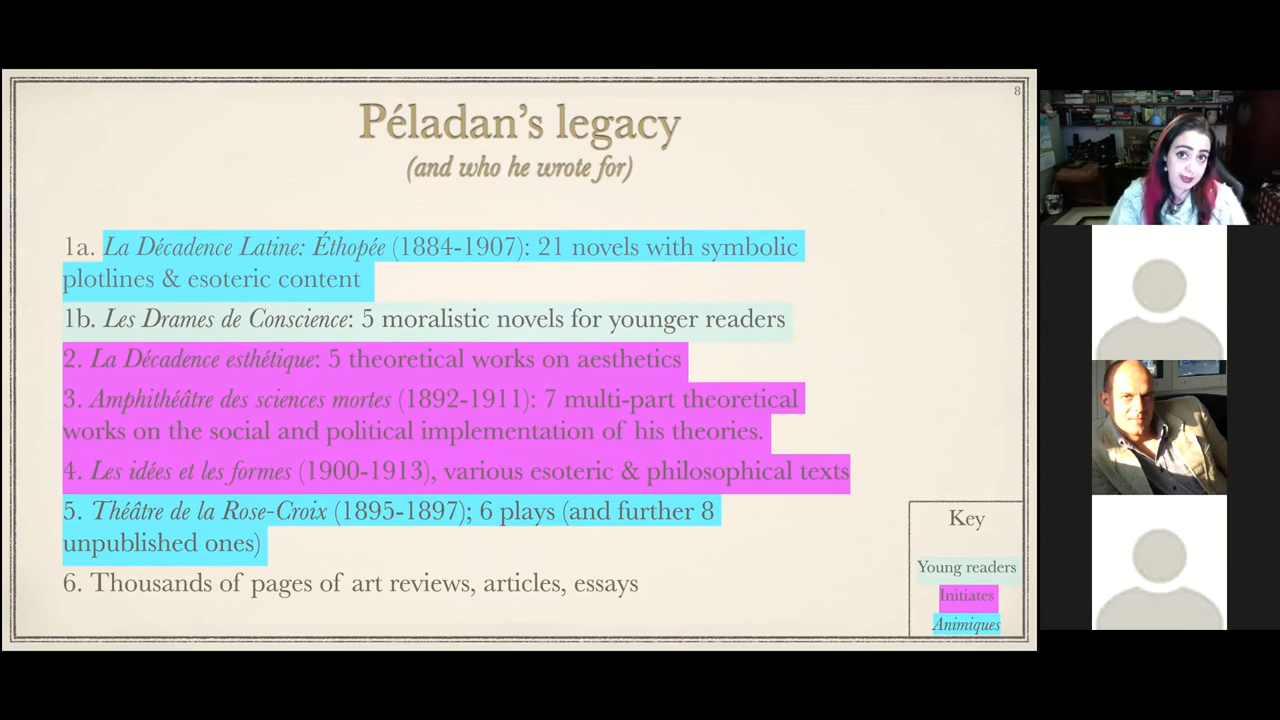 8
Péladan's legacy
(and who he wrote for)
1a. La Décadence Latine: Éthopée (1884-1907): 21 novels with symbolic
plotlines & esoteric content
1b. Les Drames de Conscience: 5 moralistic novels for younger readers
2. La Décadence esthétique: 5 theoretical works on aesthetics
3. Amphithéâtre des sciences mortes (1892-1911): 7 multi-part theoretical
works on the social and political implementation of his theories.
4. Les idées et les formes (1900-1913), various esoteric & philosophical texts
5. Théâtre de la Rose-Croix (1895-1897); 6 plays (and further 8
unpublished ones)
6. Thousands of pages of art reviews, articles, essays
Key
Young readers
Initiates
Animiques